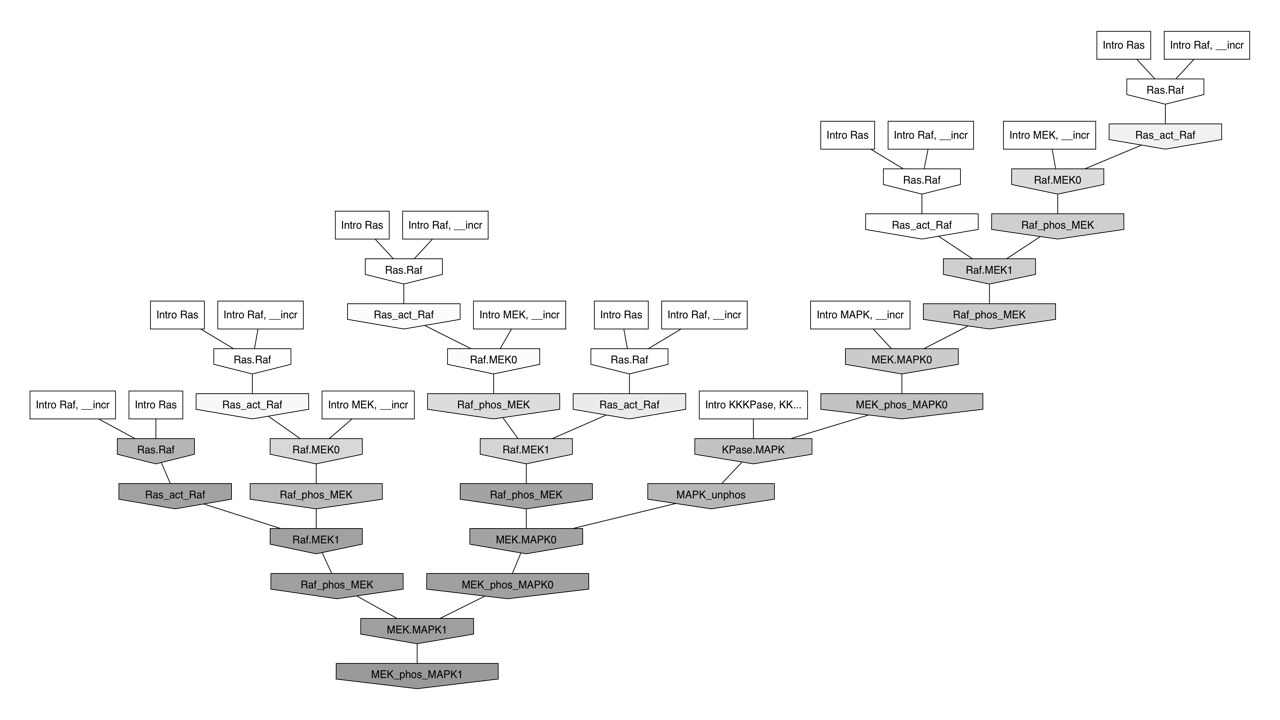 Intro Ras
Intro Raf, __incr
Ras.Raf
Intro Ras
Intro Raf, __incr
Intro MEK, __incr
Ras_act_Raf
Ras.Raf
Raf.MEK0
Intro Ras
Intro Raf, __incr
Ras_act_Raf
Raf_phos_MEK
Ras.Raf
Raf.MEK1
Intro Ras
Intro Raf, __incr
Ras_act_Raf
Intro MEK, __incr
Intro Ras
Intro Raf, __incr
Intro MAPK, __incr
Raf_phos_MEK
Ras.Raf
Raf.MEK0
Ras.Raf
MEK.MAPK0
Intro Raf, __incr
Intro Ras
Ras_act_Raf
Intro MEK, __incr
Raf_phos_MEK
Ras_act_Raf
Intro KKKPase, KK...
MEK_phos_MAPK0
Ras.Raf
Raf.MEK0
Raf.MEK1
KPase.MAPK
Ras_act_Raf
Raf_phos_MEK
Raf_phos_MEK
MAPK_unphos
Raf.MEK1
MEK.MAPK0
Raf_phos_MEK
MEK_phos_MAPK0
MEK.MAPK1
MEK_phos_MAPK1